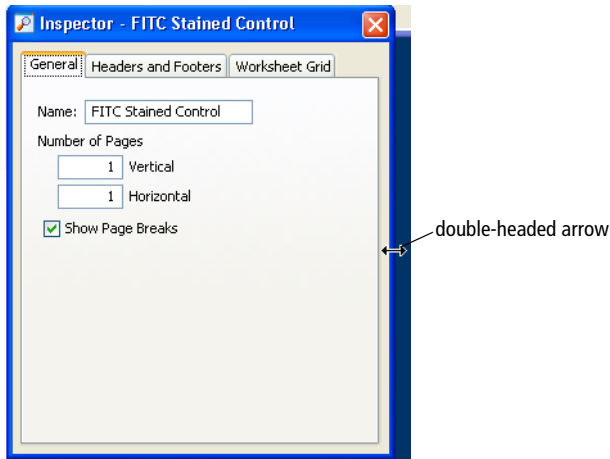 Inspector - FITC Stained Control
General Headers and Footers Worksheet Grid
Name: FITC Stained Control
Number of Pages
1 Vertical
1 Horizontal
Show Page Breaks
double-headed arrow